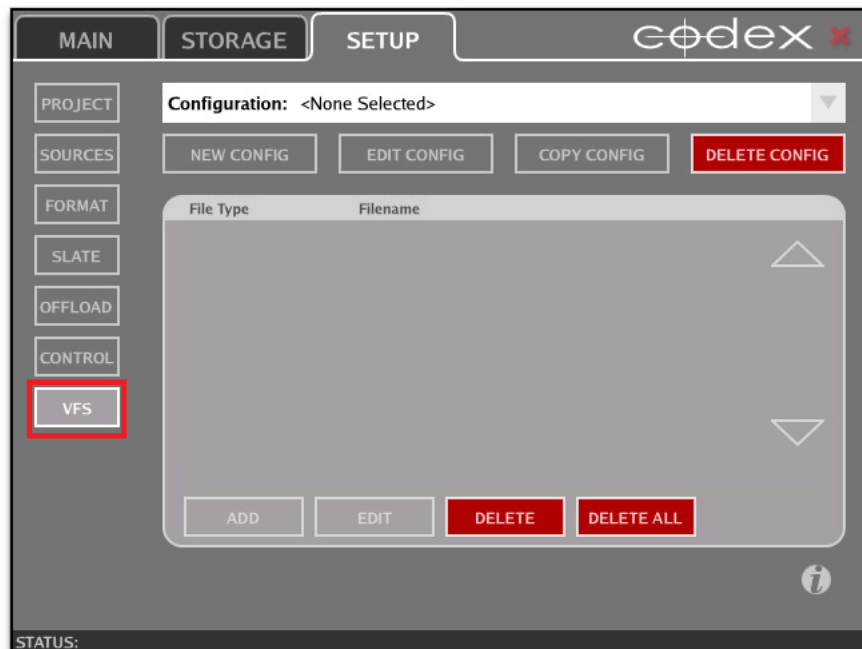 MAIN STORAGE SETUP codex
PROJECT
Configuration: <None Selected>
SOURCES
NEW CONFIG EDIT CONFIG COPY CONFIG DELETE CONFIG
FORMAT
File Type Filename
SLATE
OFFLOAD
CONTROL
VFS
ADD EDIT DELETE DELETE ALL
i
STATUS: